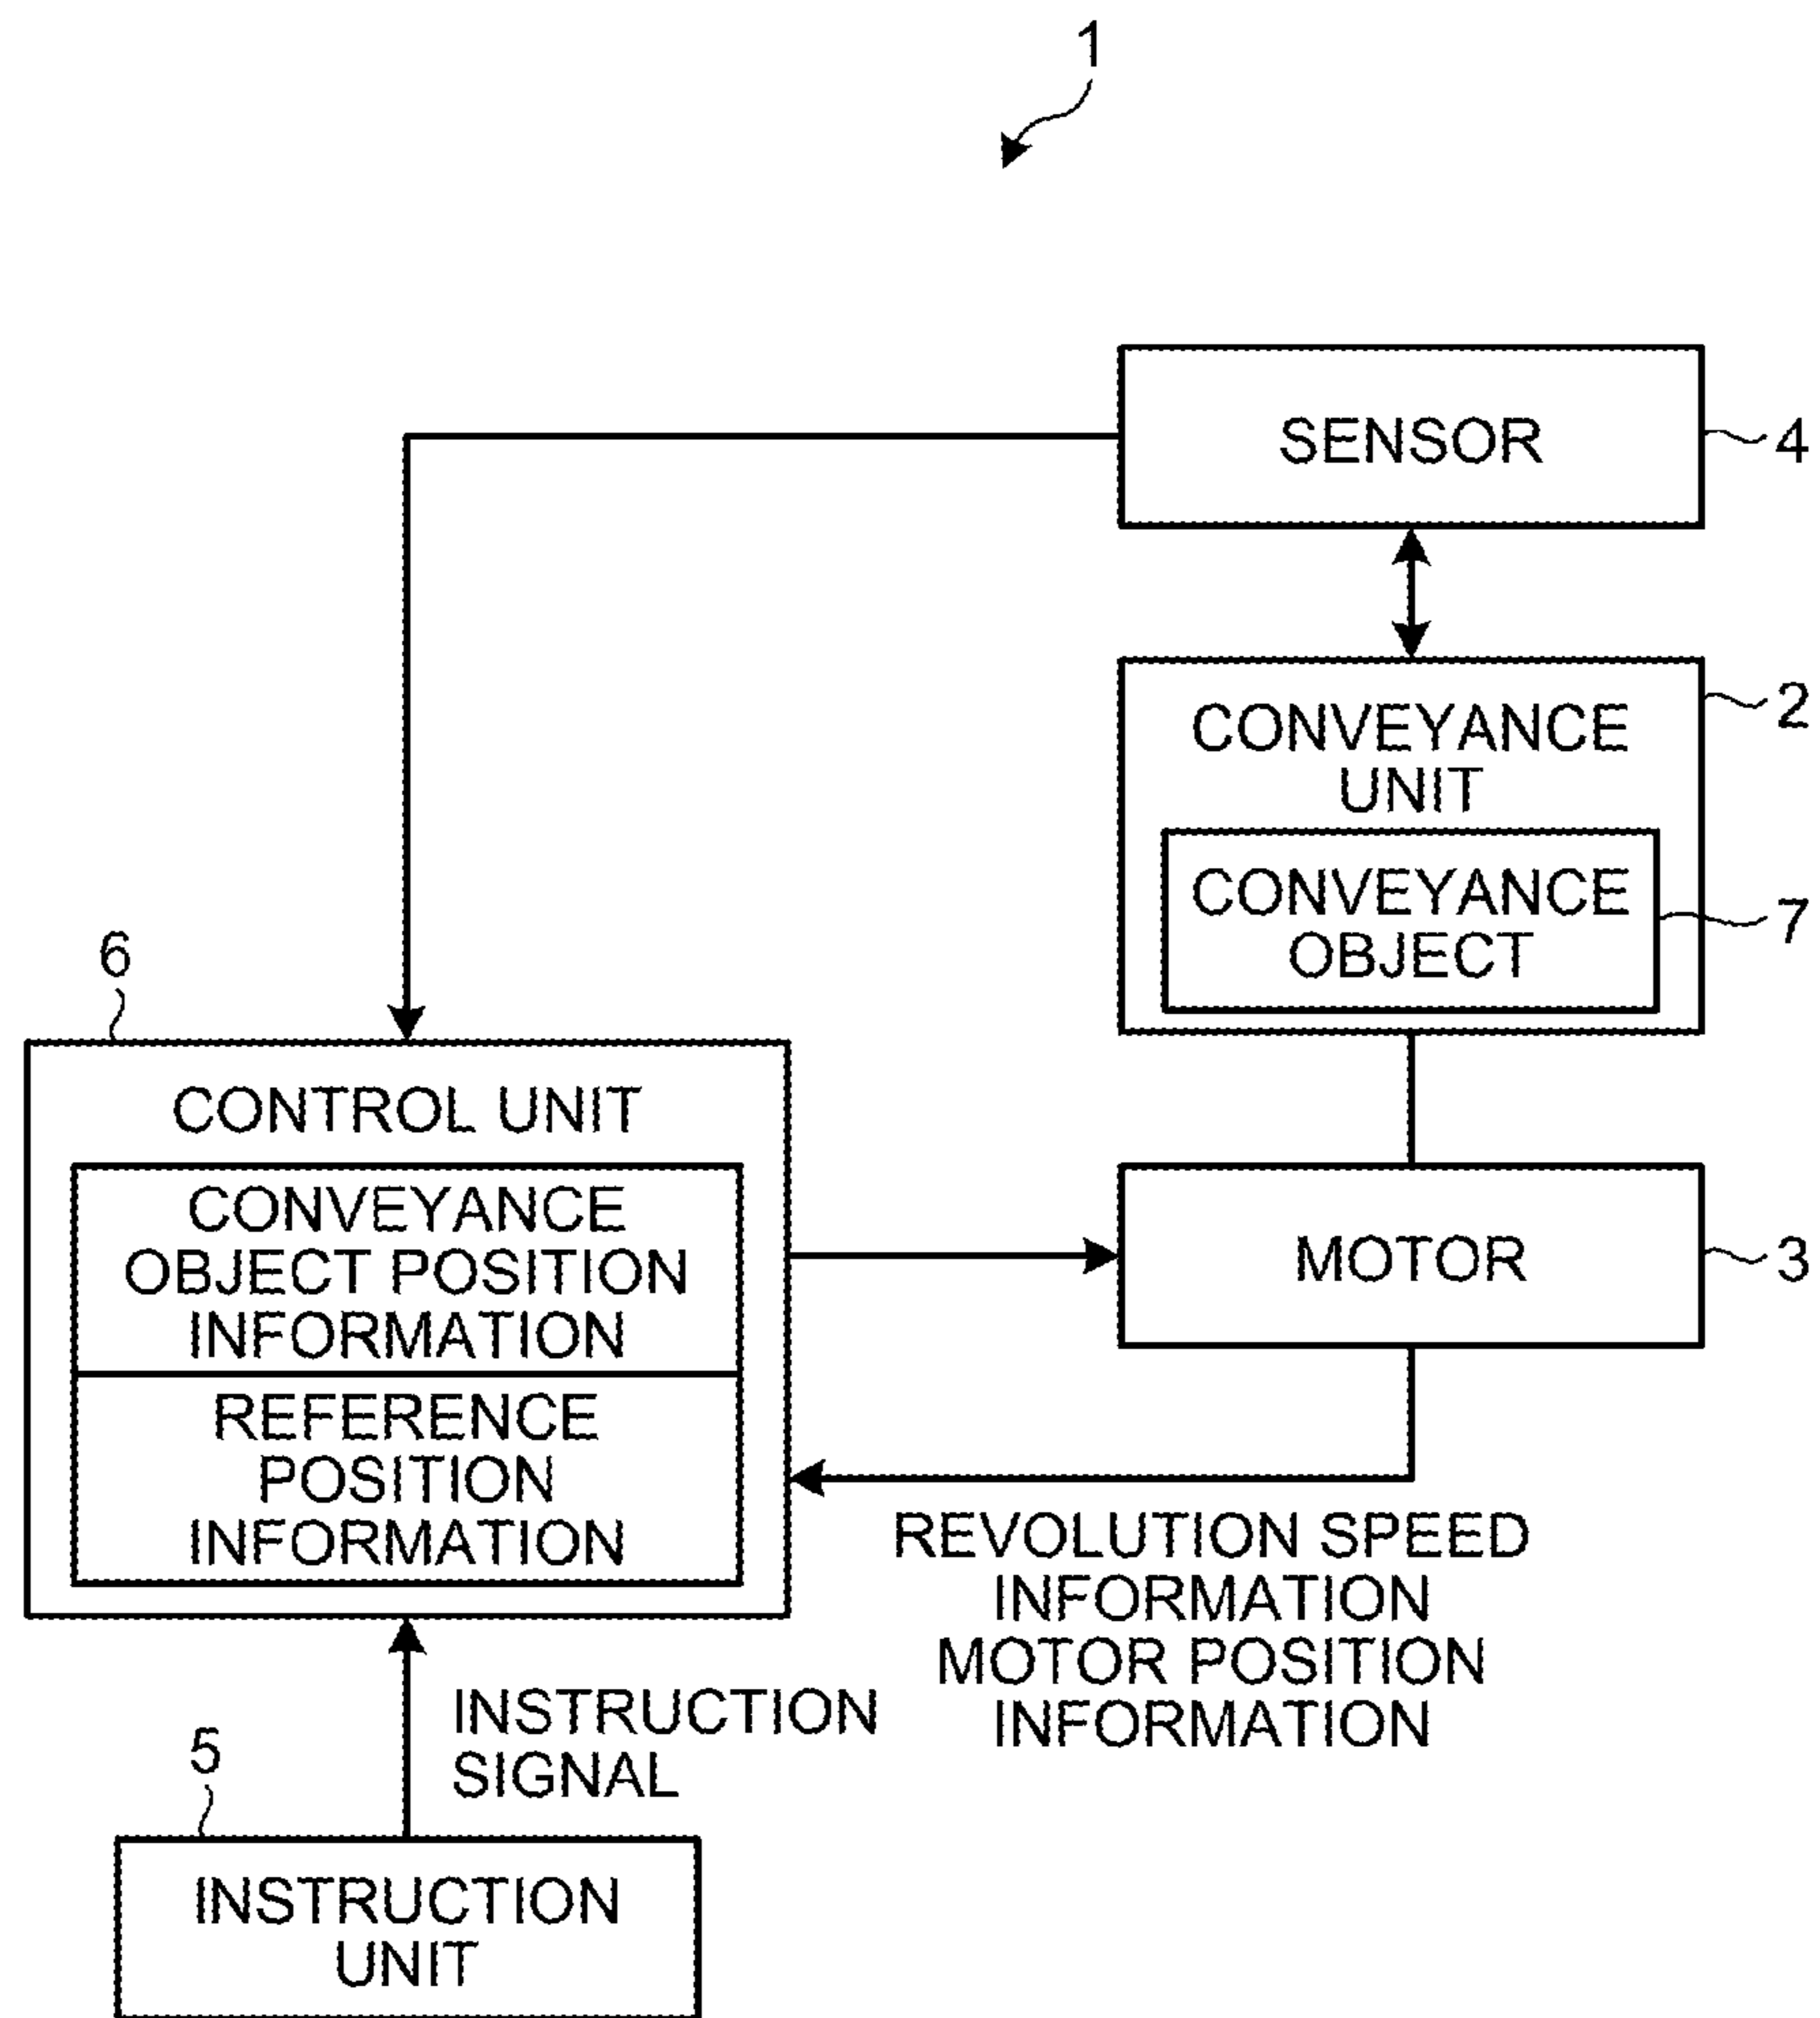 1
SENSOR
4
CONVEYANCE
UNIT
2
CONVEYANCE
OBJECT
7
6
CONTROL UNIT
CONVEYANCE
OBJECT POSITION
INFORMATION
REFERENCE
POSITION
INFORMATION
MOTOR
3
REVOLUTION SPEED
INFORMATION
MOTOR POSITION
INFORMATION
INSTRUCTION
SIGNAL
5
INSTRUCTION
UNIT